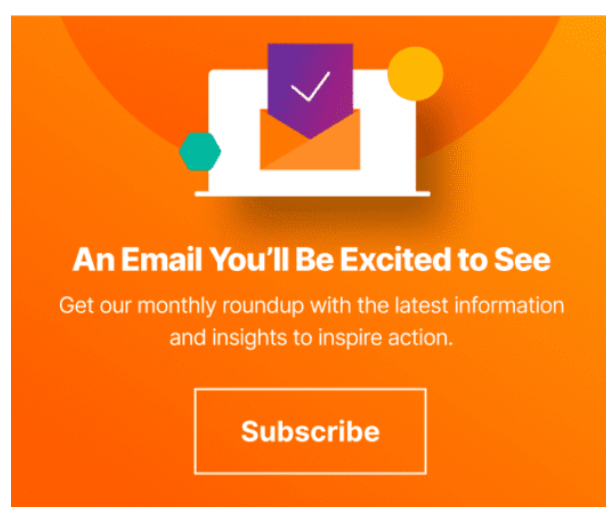 An Email You’ll Be Excited to See
Get our monthly roundup with the latest information
and insights to inspire action.
Subscribe